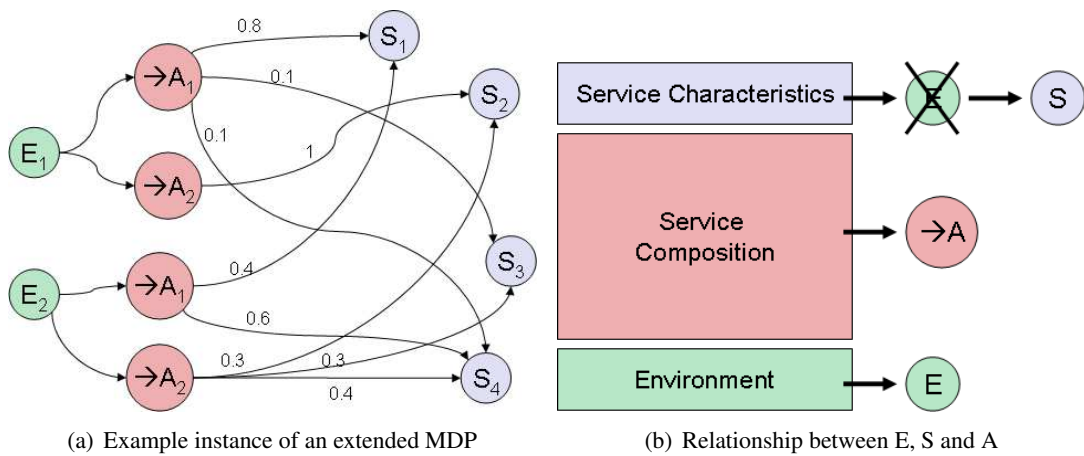 0.8
S1
→A1
0.1
S2
0.1
E1
1
→A2
S3
→A1
0.4
E2
0.6
→A2
0.3
0.3
0.4
S4
(a) Example instance of an extended MDP
Service Characteristics
E
S
Service
Composition
→A
Environment
E
(b) Relationship between E, S and A